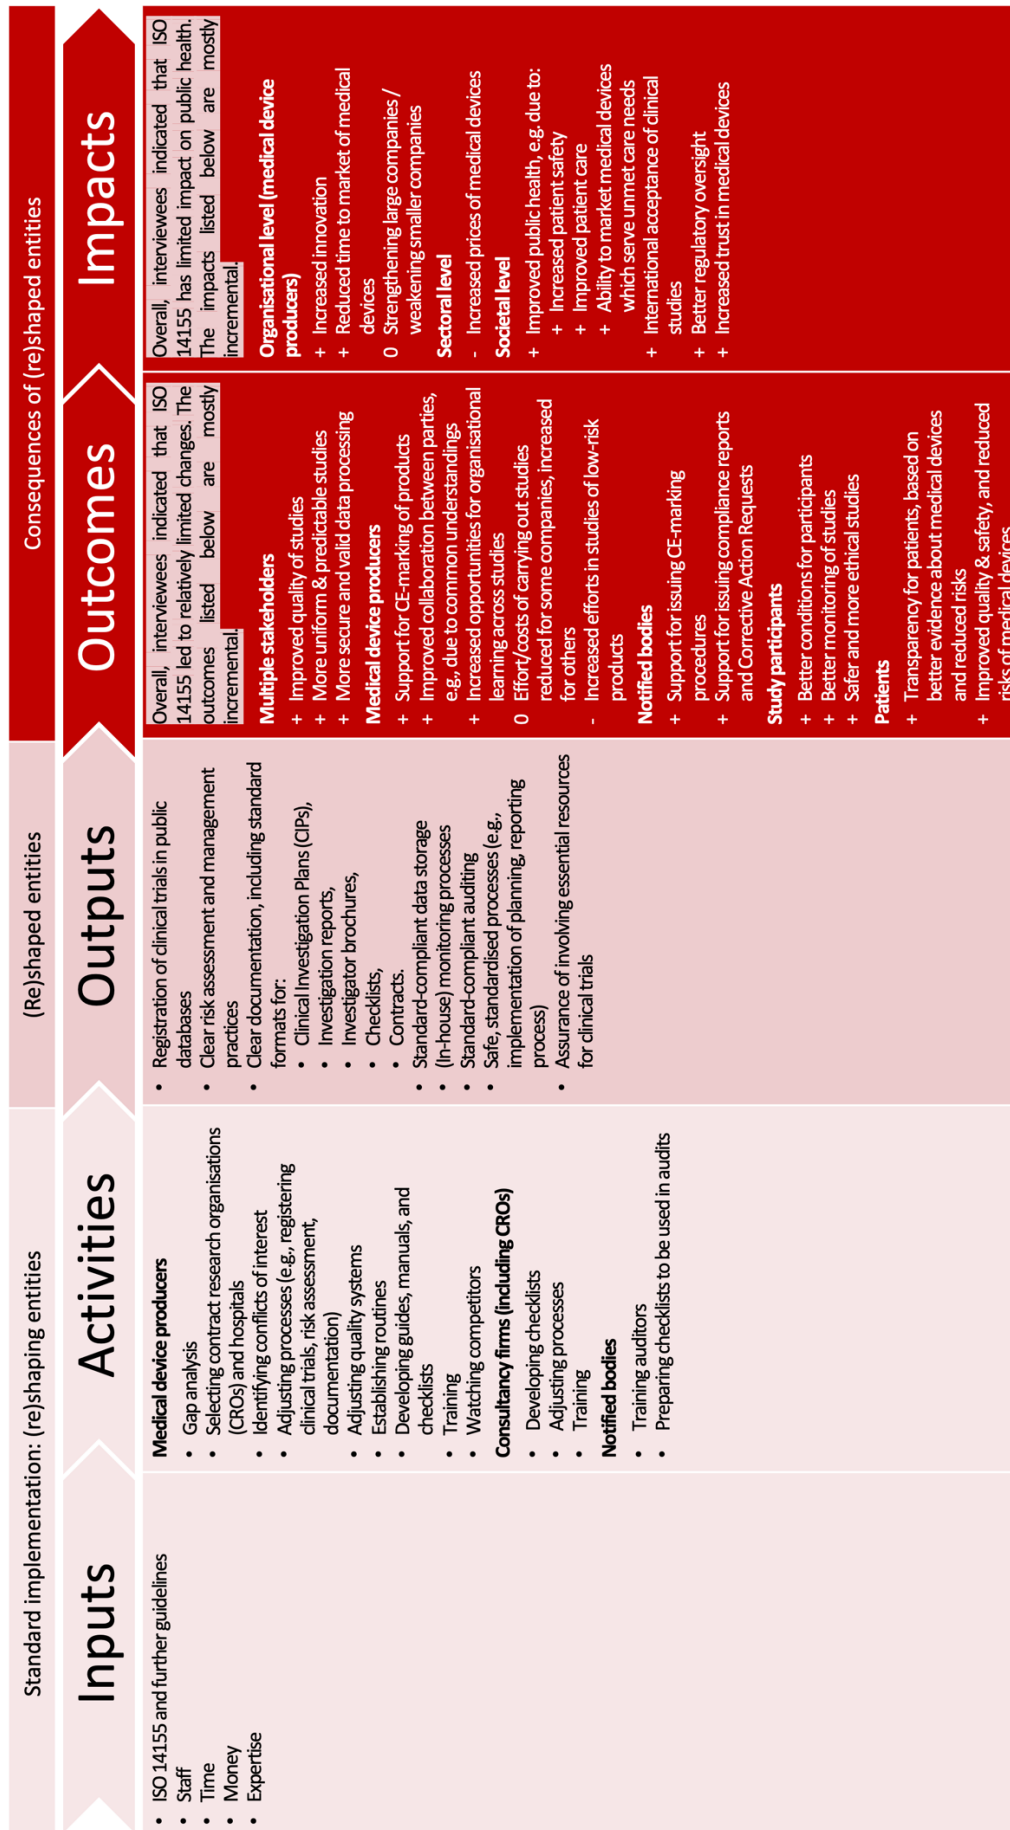 Standard implementation: (re)shaping entities
(Re)shaped entities
Consequences of (re)shaped entities
Inputs
Activities
Outputs
Outcomes
Impacts
• ISO 14155 and further guidelines
• Staff
• Time
• Money
• Expertise
Medical device producers
• Gap analysis
• Selecting contract research organisations
(CROs) and hospitals
• Identifying conflicts of interest
• Adjusting processes (e.g., registering
clinical trials, risk assessment,
documentation)
• Adjusting quality systems
• Establishing routines
• Developing guides, manuals, and
checklists
• Training
• Watching competitors
Consultancy firms (including CROs)
• Developing checklists
• Adjusting processes
• Training
Notified bodies
• Training auditors
• Preparing checklists to be used in audits
• Registration of clinical trials in public
databases
• Clear risk assessment and management
practices
• Clear documentation, including standard
formats for:
• Clinical Investigation Plans (CIPs),
• Investigation reports,
• Investigator brochures,
• Checklists,
• Contracts.
• Standard-compliant data storage
• (In-house) monitoring processes
• Standard-compliant auditing
• Safe, standardised processes (e.g.,
implementation of planning, reporting
process)
• Assurance of involving essential resources
for clinical trials
Overall, interviewees indicated that ISO
14155 led to relatively limited changes. The
outcomes listed below are mostly
incremental.
Multiple stakeholders
+ Improved quality of studies
+ More uniform & predictable studies
+ More secure and valid data processing
Medical device producers
+ Support for CE-marking of products
+ Improved collaboration between parties,
e.g., due to common understandings
+ Increased opportunities for organisational
learning across studies
0 Effort/costs of carrying out studies
reduced for some companies, increased
for others
- Increased efforts in studies of low-risk
products
Notified bodies
+ Support for issuing CE-marking
procedures
+ Support for issuing compliance reports
and Corrective Action Requests
Study participants
+ Better conditions for participants
+ Better monitoring of studies
+ Safer and more ethical studies
Patients
+ Transparency for patients, based on
better evidence about medical devices
and reduced risks
+ Improved quality & safety, and reduced
risks of medical devices
Overall, interviewees indicated that ISO
14155 has limited impact on public health.
The impacts listed below are mostly
incremental.
Organisational level (medical device
producers)
+ Increased innovation
+ Reduced time to market of medical
devices
0 Strengthening large companies /
weakening smaller companies
Sectoral level
- Increased prices of medical devices
Societal level
+ Improved public health, e.g. due to:
+ Increased patient safety
+ Improved patient care
+ Ability to market medical devices
which serve unmet care needs
+ International acceptance of clinical
studies
+ Better regulatory oversight
+ Increased trust in medical devices